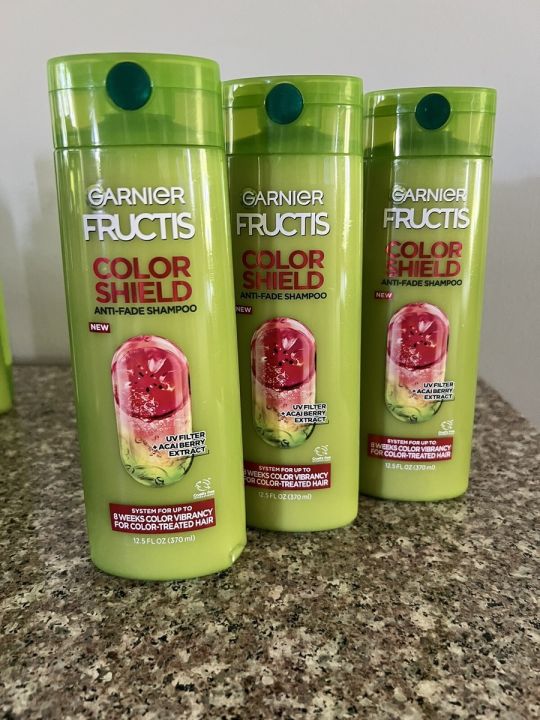 GARNIER
FRUCTIS
COLOR
SHIELD
ANTI-FADE SHAMPOO
NEW
UV FILTER
+ ACAI BERRY
EXTRACT
Cruelty Free
SYSTEM FOR UP TO
8 WEEKS COLOR VIBRANCY
FOR COLOR-TREATED HAIR
12.5 FL OZ (370 ml)
GARNIER
FRUCTIS
COLOR
SHIELD
ANTI-FADE SHAMPOO
NEW
UV FILTER
+ ACAI BERRY
EXTRACT
Cruelty Free
SYSTEM FOR UP TO
8 WEEKS COLOR VIBRANCY
FOR COLOR-TREATED HAIR
12.5 FL OZ (370 ml)
GARNIER
FRUCTIS
COLOR
SHIELD
ANTI-FADE SHAMPOO
NEW
UV FILTER
+ ACAI BERRY
EXTRACT
SYSTEM FOR UP TO
8 WEEKS COLOR VIBRANCY
FOR COLOR-TREATED HAIR
12.5 FL OZ (370 ml)